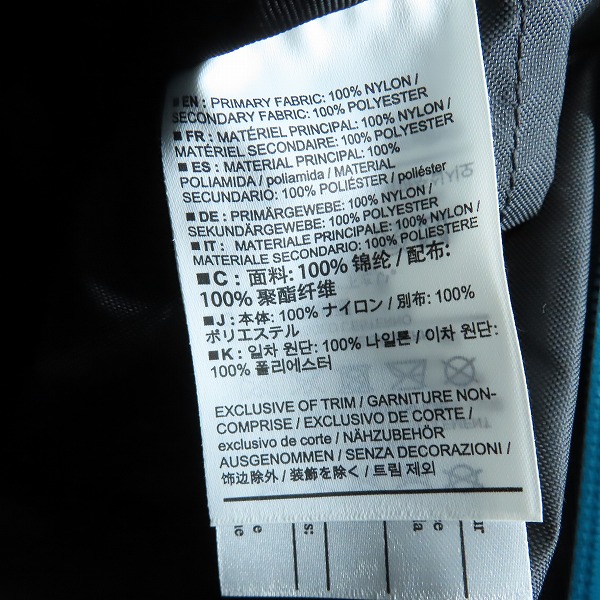 ■ EN : PRIMARY FABRIC: 100% NYLON /
SECONDARY FABRIC: 100% POLYESTER
■ FR : MATÉRIEL PRINCIPAL: 100% NYLON /
MATÉRIEL SECONDAIRE: 100% POLYESTER
■ ES : MATERIAL PRINCIPAL: 100%
POLIAMIDA / poliamida / MATERIAL
SECUNDARIO: 100% POLIÉSTER / poliéster
■ DE : PRIMÄRGEWEBE: 100% NYLON /
SEKUNDÄRGEWEBE: 100% POLYESTER
■ IT : MATERIALE PRINCIPALE: 100% NYLON /
MATERIALE SECONDARIO: 100% POLIESTERE
■ C : 面料: 100% 锦纶 / 配布:
100% 聚酯纤维
■ J : 本体: 100% ナイロン / 別布: 100%
ポリエステル
■ K : 일차 원단: 100% 나일론 / 이차 원단:
100% 폴리에스터
EXCLUSIVE OF TRIM / GARNITURE NON-
COMPRISE / EXCLUSIVO DE CORTE /
exclusivo de corte / NÄHZUBEHÖR
AUSGENOMMEN / SENZA DECORAZIONI /
饰边除外 / 装飾を除く / 트림 제외